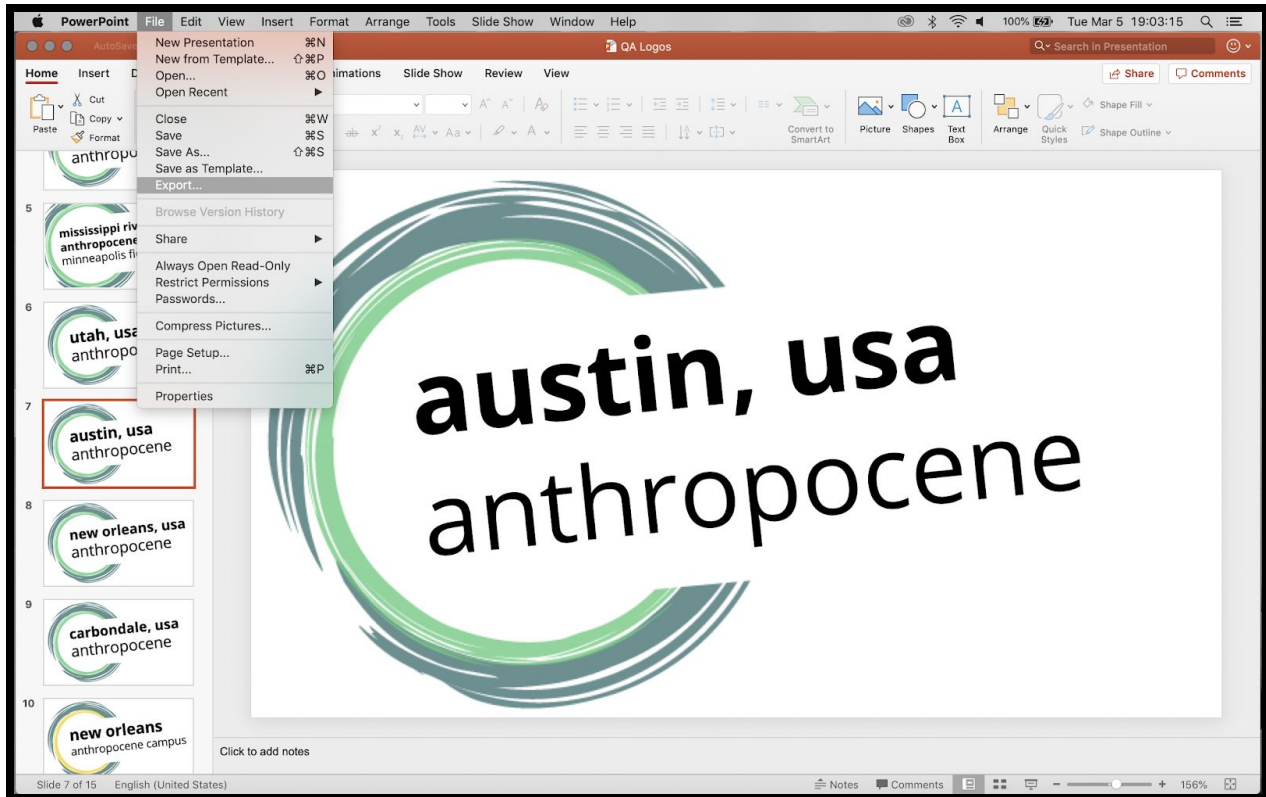 PowerPoint File Edit View Insert Format Arrange Tools Slide Show Window Help 100% Tue Mar 5 19:03:15
AutoSave QA Logos Search in Presentation
Home Insert D imations Slide Show Review View Share Comments
New Presentation ⌘N
New from Template... ⇧⌘P
Open... ⌘O
Open Recent ▶
Close ⌘W
Save ⌘S
Save As... ⇧⌘S
Save as Template...
Export...
Browse Version History
Share ▶
Always Open Read-Only
Restrict Permissions ▶
Passwords...
Compress Pictures...
Page Setup...
Print... ⌘P
Properties
Paste
Cut
Copy
Format
Convert to
SmartArt
Picture
Shapes
Text
Box
Arrange
Quick
Styles
Shape Fill
Shape Outline
anthropo
5
mississippi riv
anthropocene
minneapolis fi
6
utah, usa
anthropo
7
austin, usa
anthropocene
8
new orleans, usa
anthropocene
9
carbondale, usa
anthropocene
10
new orleans
anthropocene campus
austin, usa
anthropocene
Click to add notes
Slide 7 of 15 English (United States) Notes Comments 156%